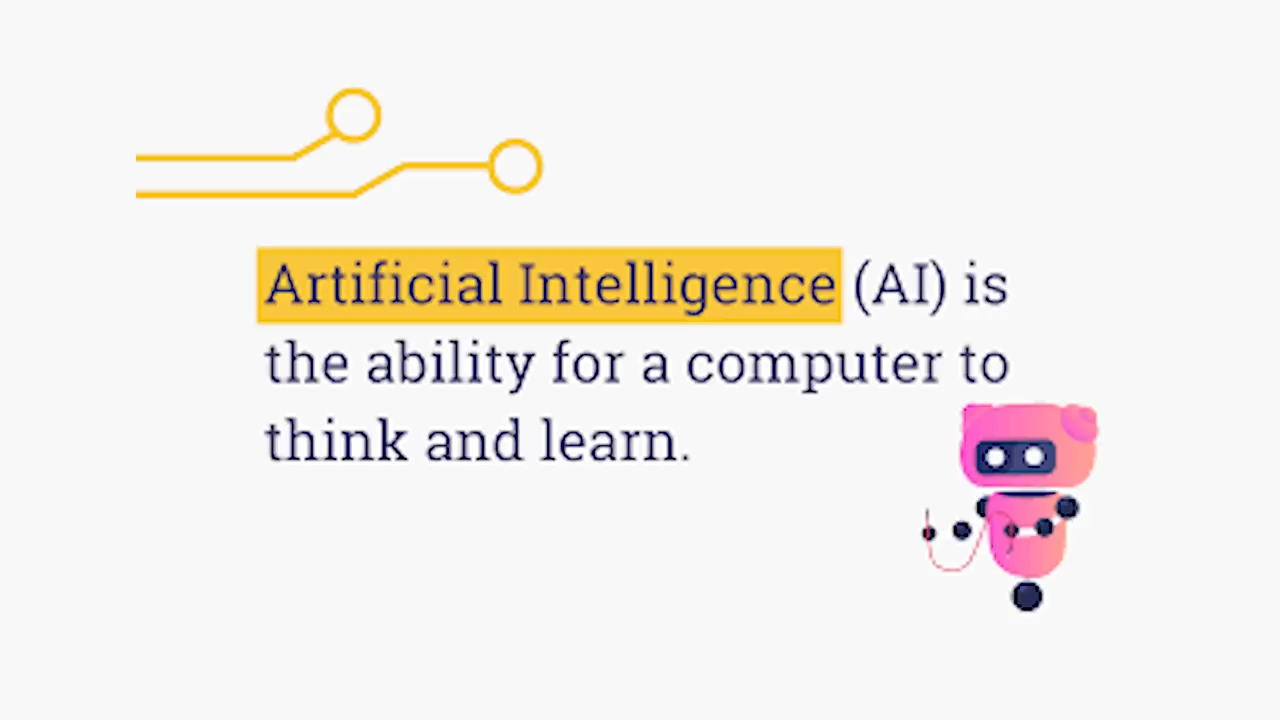 Artificial Intelligence (AI) is
the ability for a computer to
think and learn.